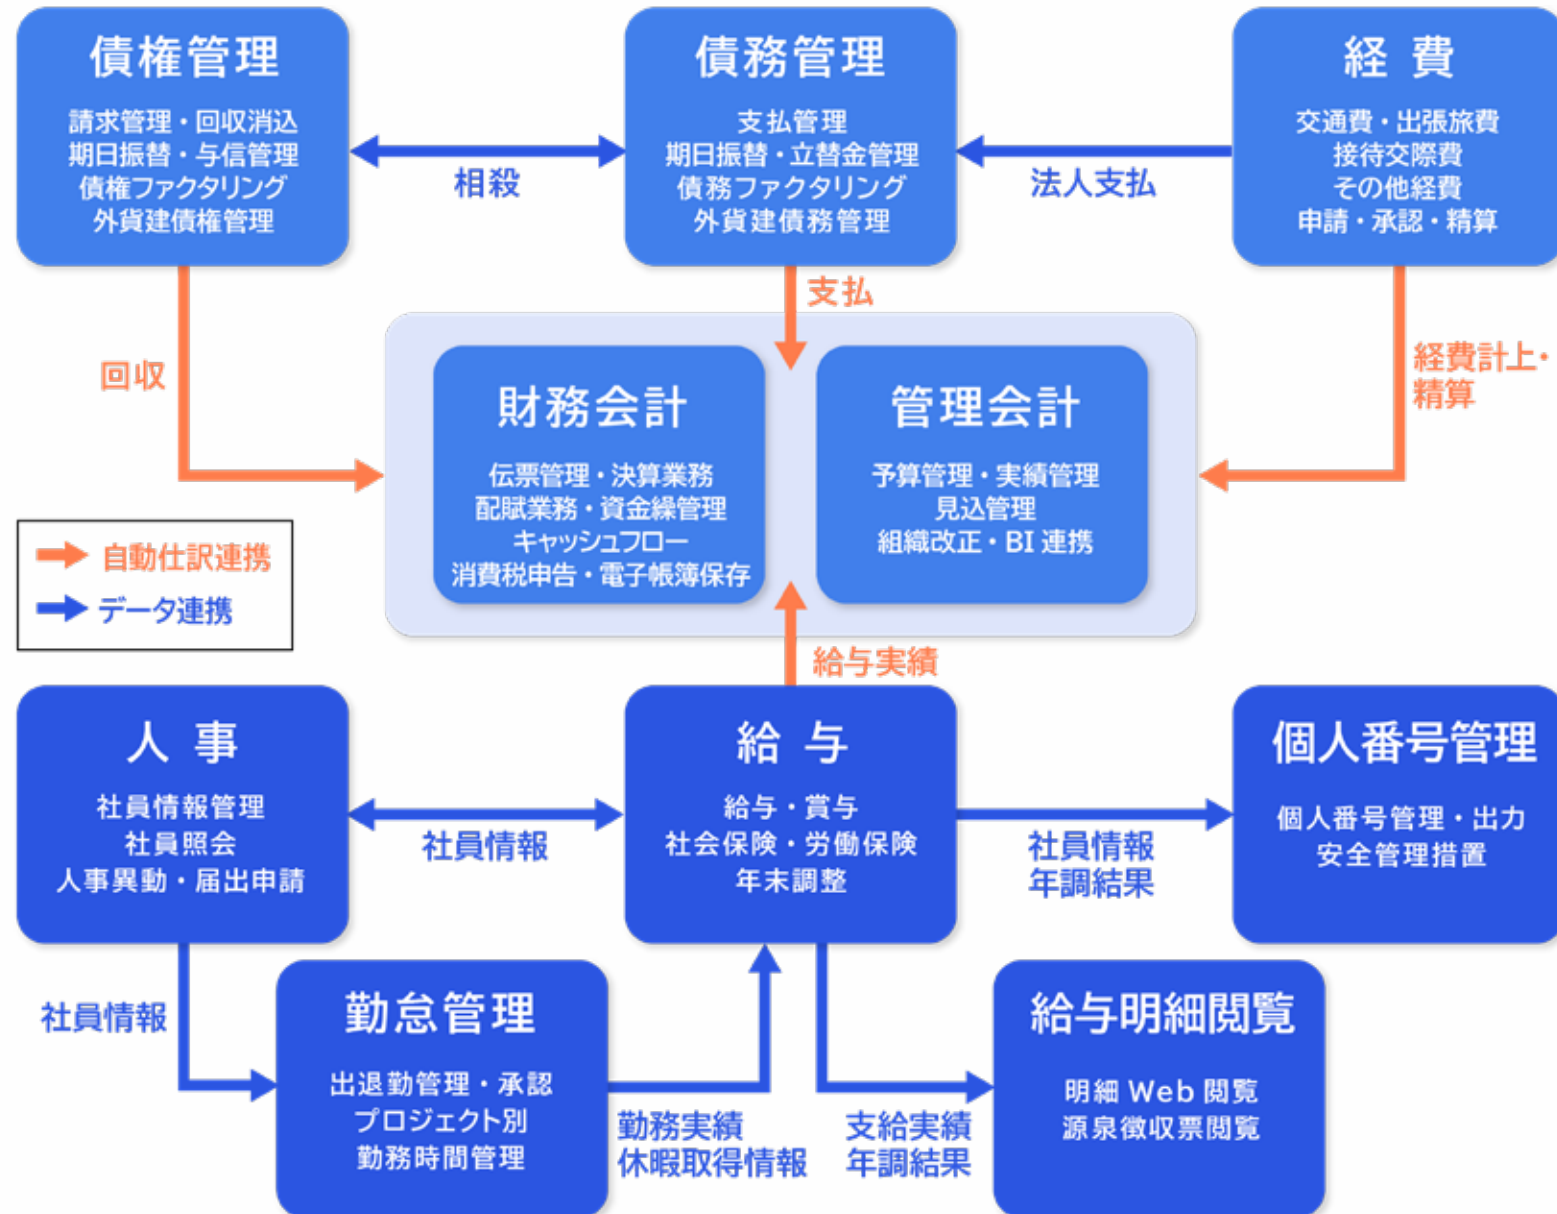 債権管理
請求管理・回収消込
期日振替・与信管理
債権ファクタリング
外貨建債権管理
相殺
債務管理
支払管理
期日振替・立替金管理
債務ファクタリング
外貨建債務管理
法人支払
経 費
交通費・出張旅費
接待交際費
その他経費
申請・承認・精算
回収
支払
経費計上・
精算
財務会計
伝票管理・決算業務
配賦業務・資金繰管理
キャッシュフロー
消費税申告・電子帳簿保存
管理会計
予算管理・実績管理
見込管理
組織改正・BI 連携
自動仕訳連携
データ連携
給与実績
人 事
社員情報管理
社員照会
人事異動・届出申請
社員情報
給 与
給与・賞与
社会保険・労働保険
年末調整
社員情報
年調結果
個人番号管理
個人番号管理・出力
安全管理措置
社員情報
勤怠管理
出退勤管理・承認
プロジェクト別
勤務時間管理
勤務実績
休暇取得情報
支給実績
年調結果
給与明細閲覧
明細 Web 閲覧
源泉徴収票閲覧